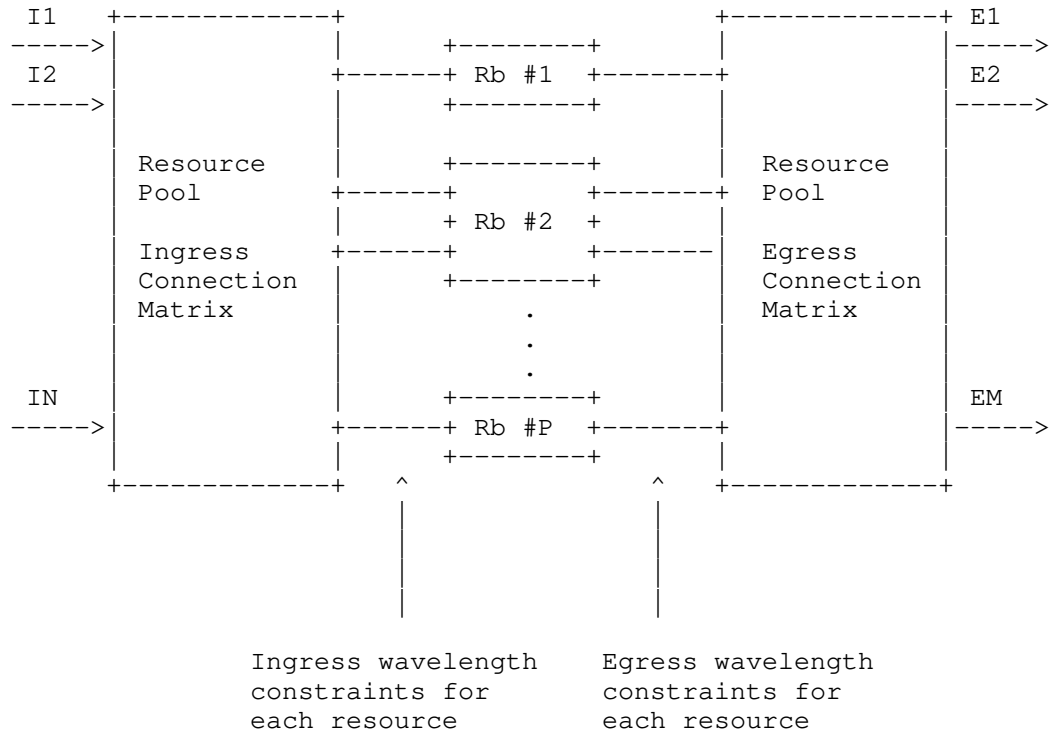 I1 E1
I2 Rb #1 E2
Resource Resource
Pool Pool
Rb #2
Ingress Egress
Connection Connection
Matrix Matrix
.
.
.
IN EM
Rb #P
Ingress wavelength Egress wavelength
constraints for constraints for
each resource each resource